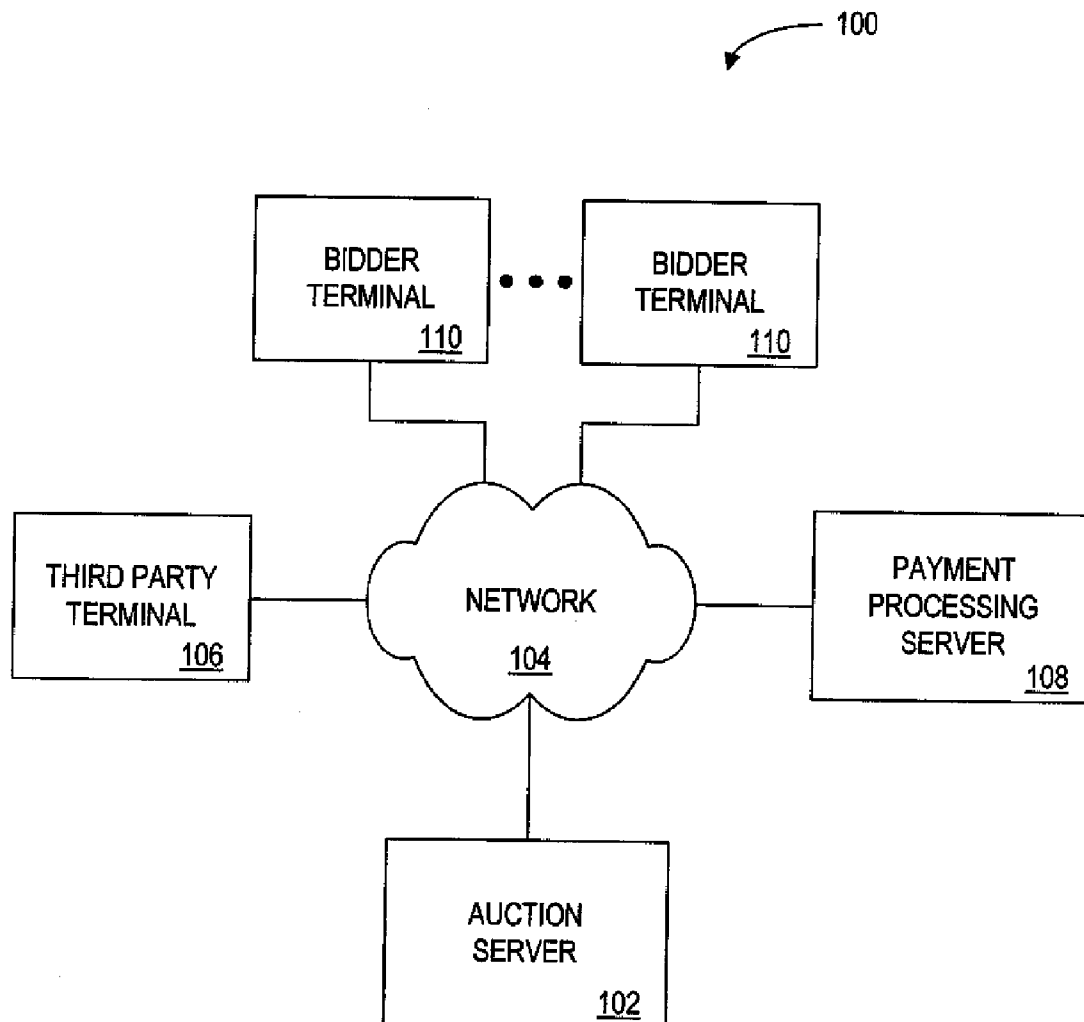 100
BIDDER
TERMINAL
110
BIDDER
TERMINAL
110
THIRD PARTY
TERMINAL
106
NETWORK
104
PAYMENT
PROCESSING
SERVER
108
AUCTION
SERVER
102